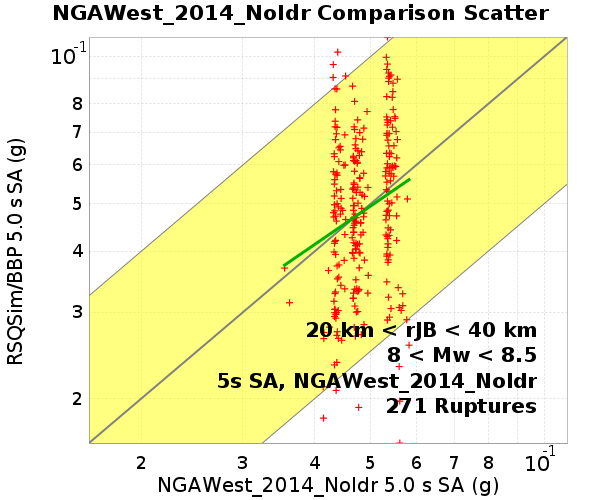 NGAWest_2014_NoIdr Comparison Scatter
RSQSim/BBP 5.0 s SA (g)
10⁻¹
8
7
6
5
4
3
2
20 km < rJB < 40 km
8 < Mw < 8.5
5s SA, NGAWest_2014_NoIdr
271 Ruptures
2 3 4 5 6 7 8 10⁻¹
NGAWest_2014_NoIdr 5.0 s SA (g)